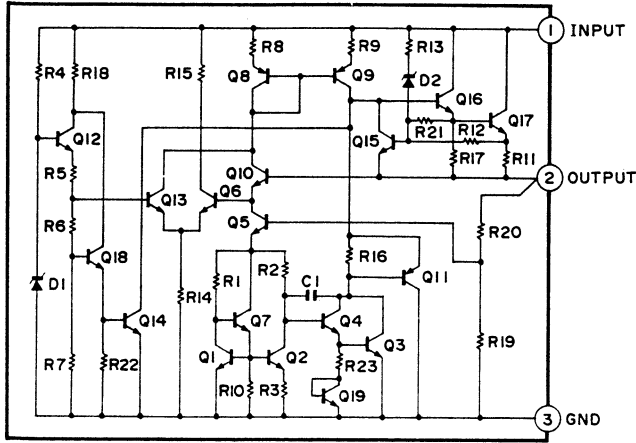 R8
R9
1 INPUT
R4
R18
R15
R13
Q8
Q9
D2
Q16
Q17
Q12
Q15
R21
R12
R5
Q10
R17
R11
Q13
Q6
2 OUTPUT
R6
Q5
R20
Q18
R16
R1
R2
C1
Q11
D1
R14
Q14
Q7
Q4
Q3
R19
Q1
Q2
R7
R22
R23
R10
R3
Q19
3 GND